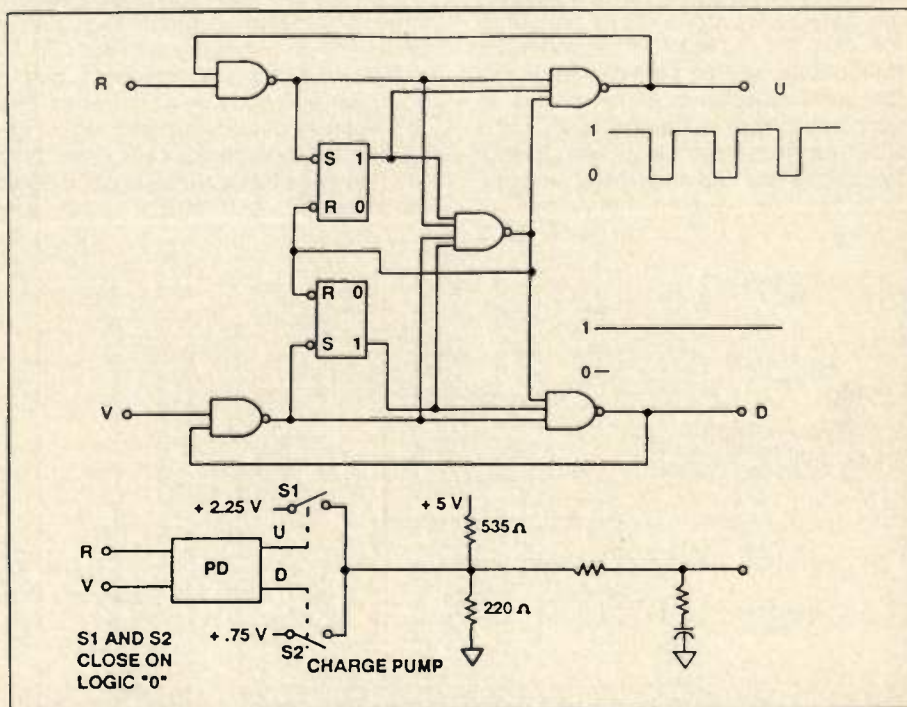 R
U
1
0
S 1
R 0
R 0
S 1
1
0
V
D
S1
+ 2.25 V
+ 5 V
535 Ω
U
R
PD
V
D
220 Ω
+ .75 V
S2
S1 AND S2
CLOSE ON
LOGIC "0"
CHARGE PUMP